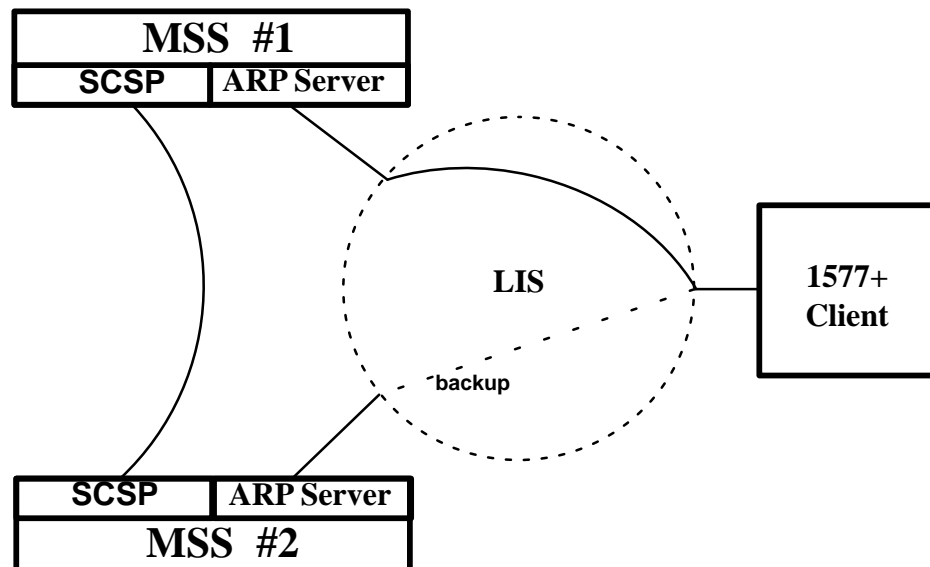 MSS #1
SCSP ARP Server
LIS
1577+
Client
backup
SCSP ARP Server
MSS #2